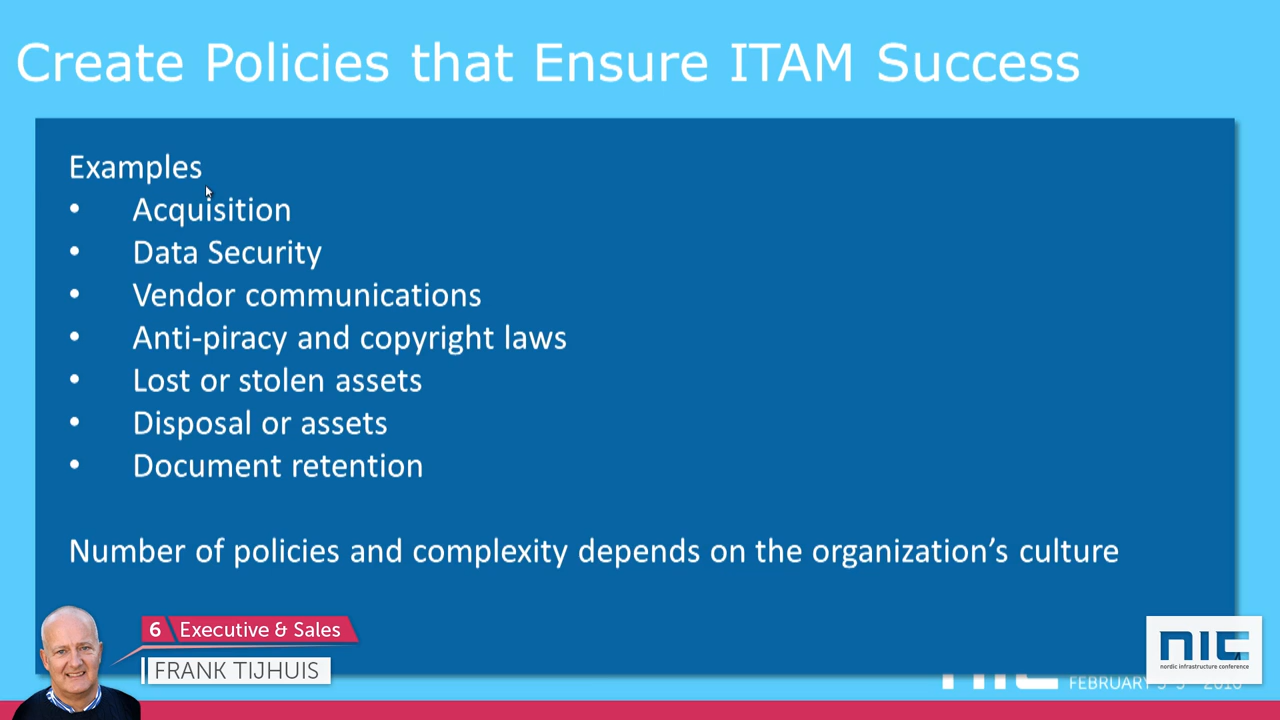 Create Policies that Ensure ITAM Success
Examples
• Acquisition
• Data Security
• Vendor communications
• Anti-piracy and copyright laws
• Lost or stolen assets
• Disposal or assets
• Document retention
Number of policies and complexity depends on the organization’s culture
6 Executive & Sales
FRANK TIJHUIS
nic
nordic infrastructure conference
FEBRUARY